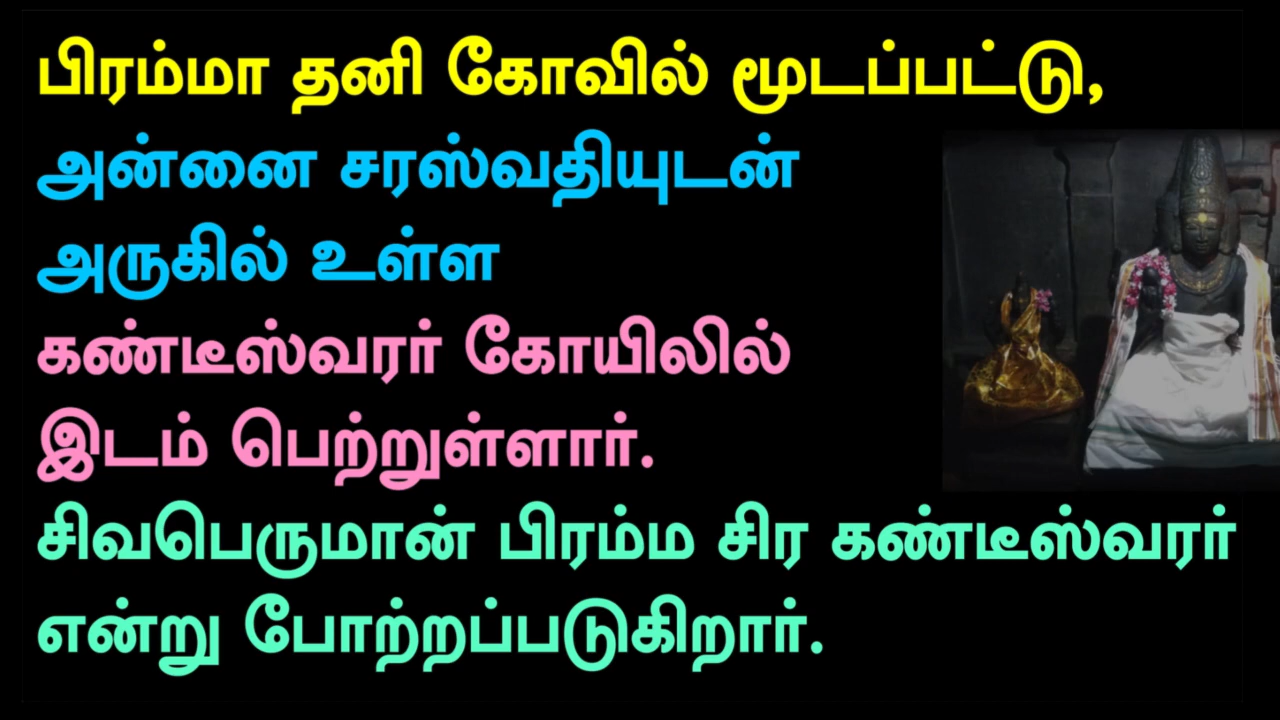 பிரம்மா தனி கோவில் மூடப்பட்டு,
அன்னை சரஸ்வதியுடன்
அருகில் உள்ள
கண்டீஸ்வரர் கோயிலில்
இடம் பெற்றுள்ளார்.
சிவபெருமான் பிரம்ம சிர கண்டீஸ்வரர்
என்று போற்றப்படுகிறார்.